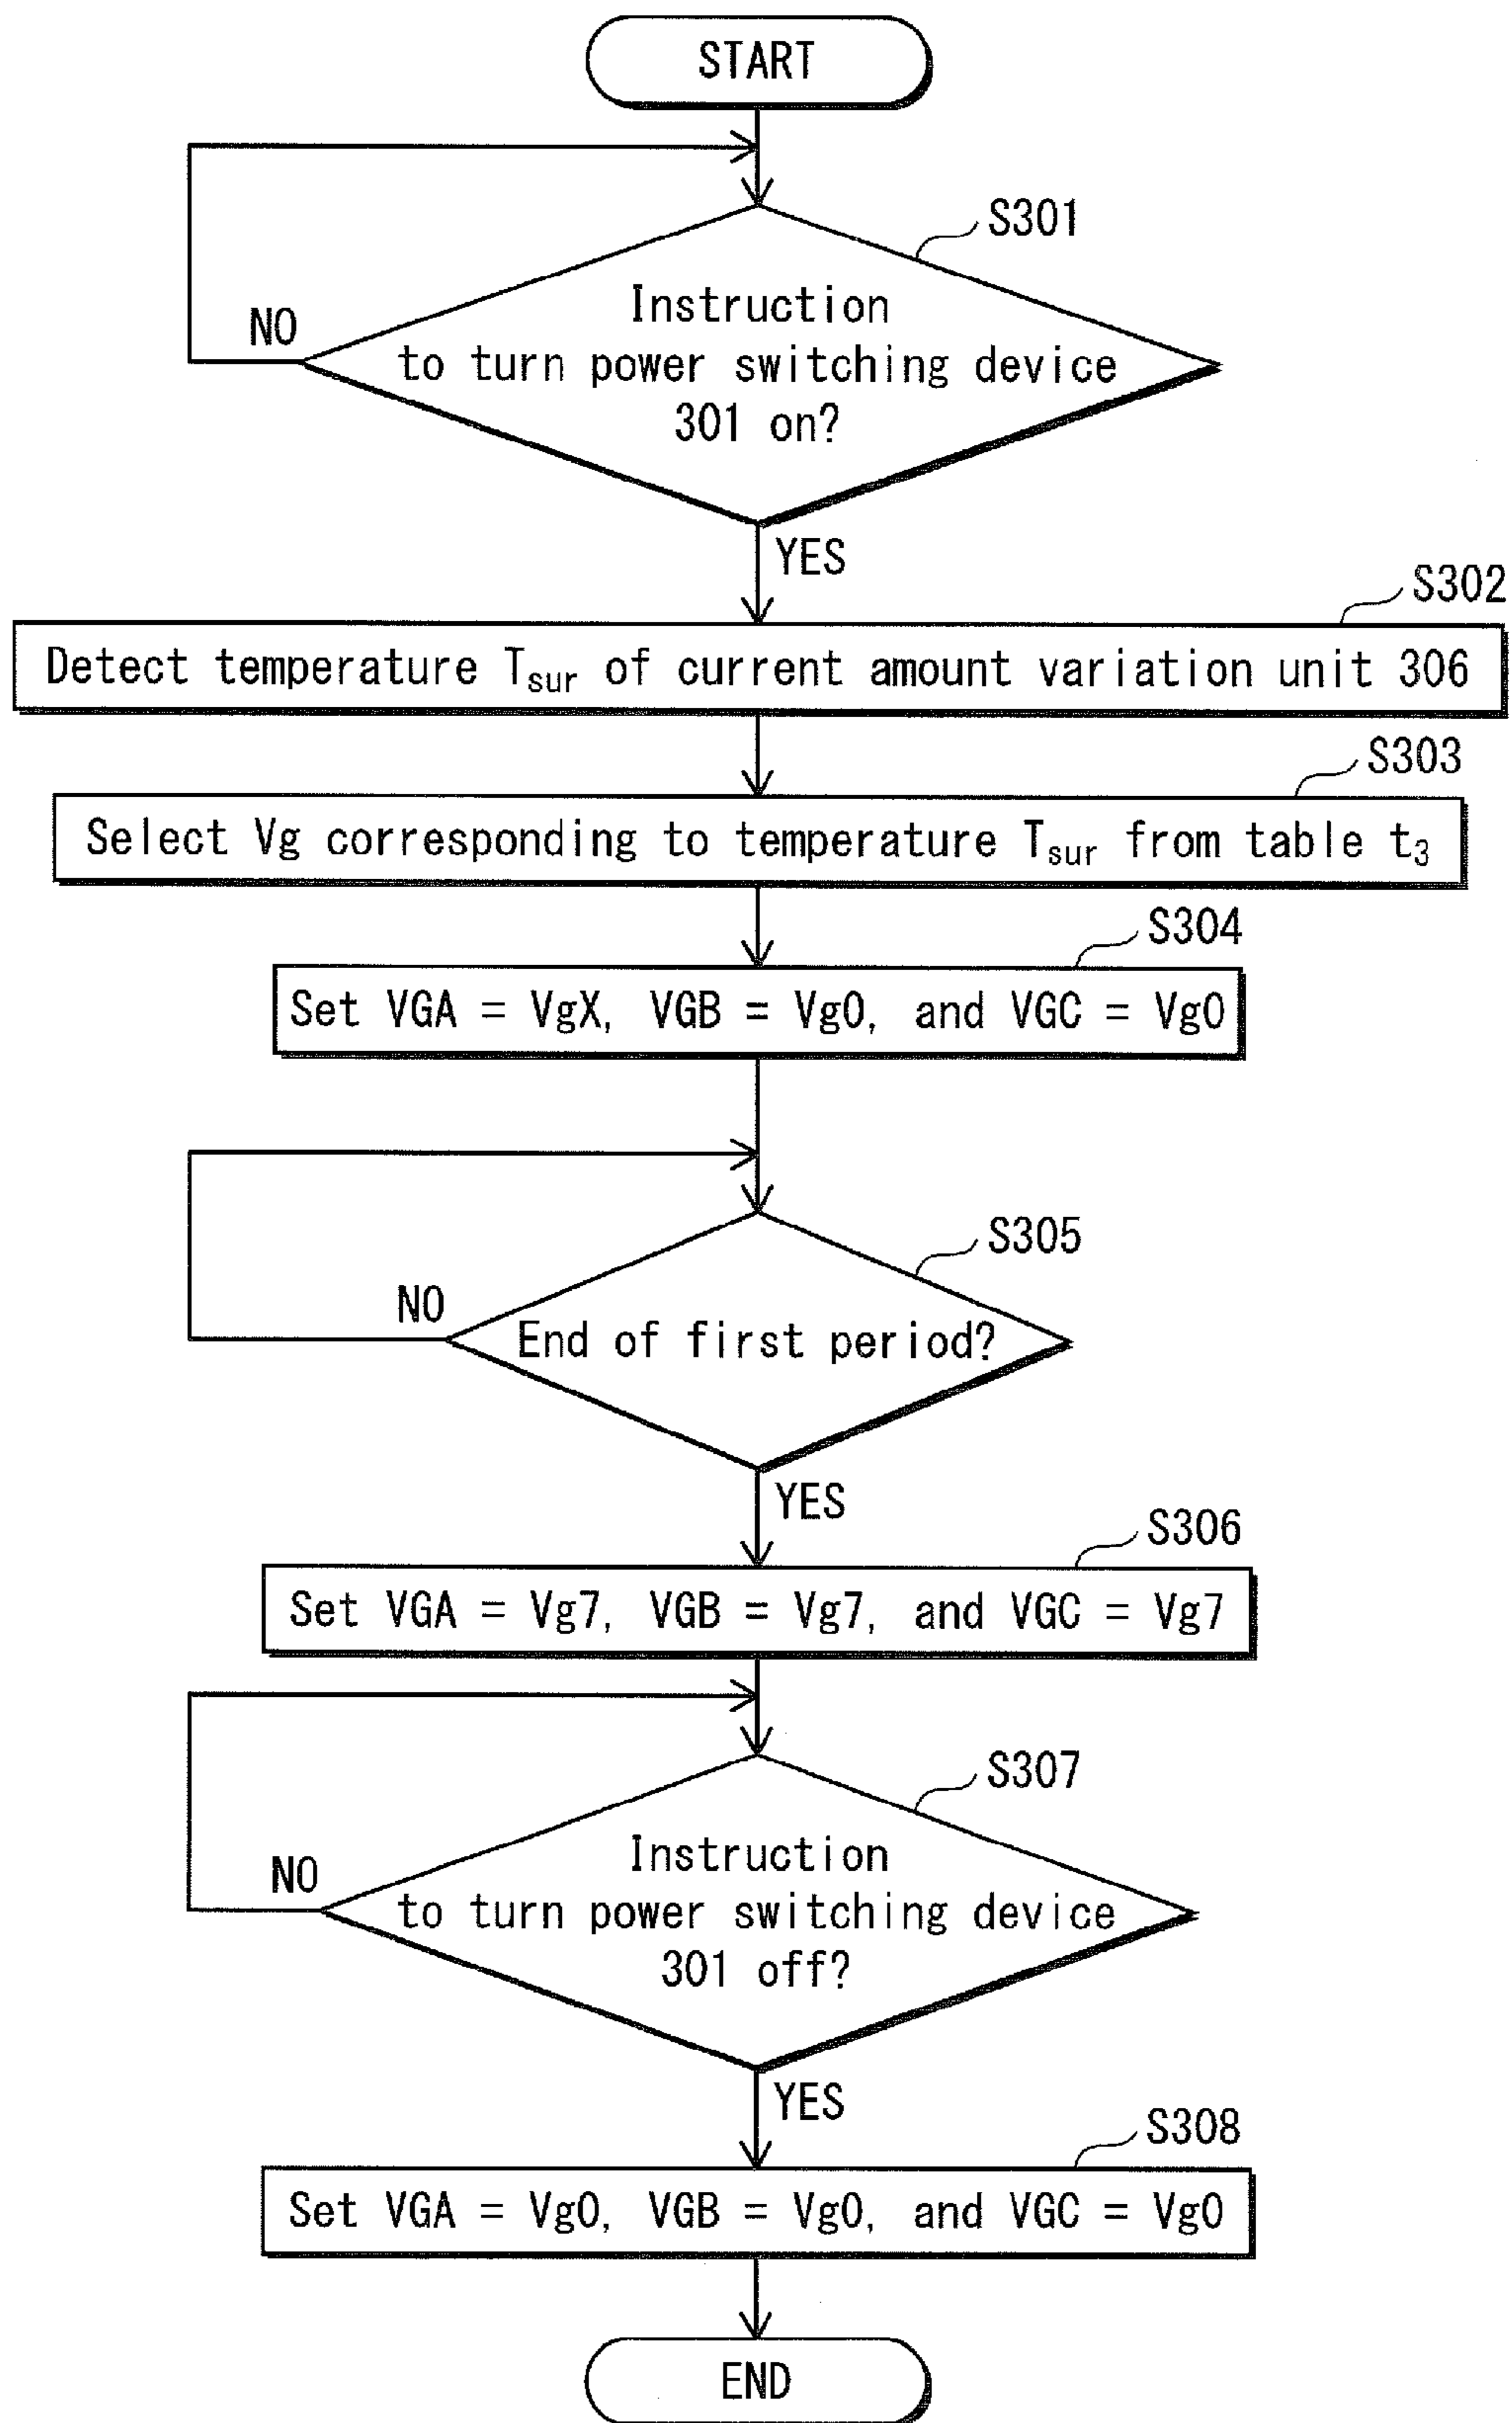 START
S301
Instruction
to turn power switching device
301 on?
NO
YES
S302
Detect temperature Tsur of current amount variation unit 306
S303
Select Vg corresponding to temperature Tsur from table t3
S304
Set VGA = VgX, VGB = Vg0, and VGC = Vg0
S305
NO
End of first period?
YES
S306
Set VGA = Vg7, VGB = Vg7, and VGC = Vg7
S307
Instruction
to turn power switching device
301 off?
NO
YES
S308
Set VGA = Vg0, VGB = Vg0, and VGC = Vg0
END